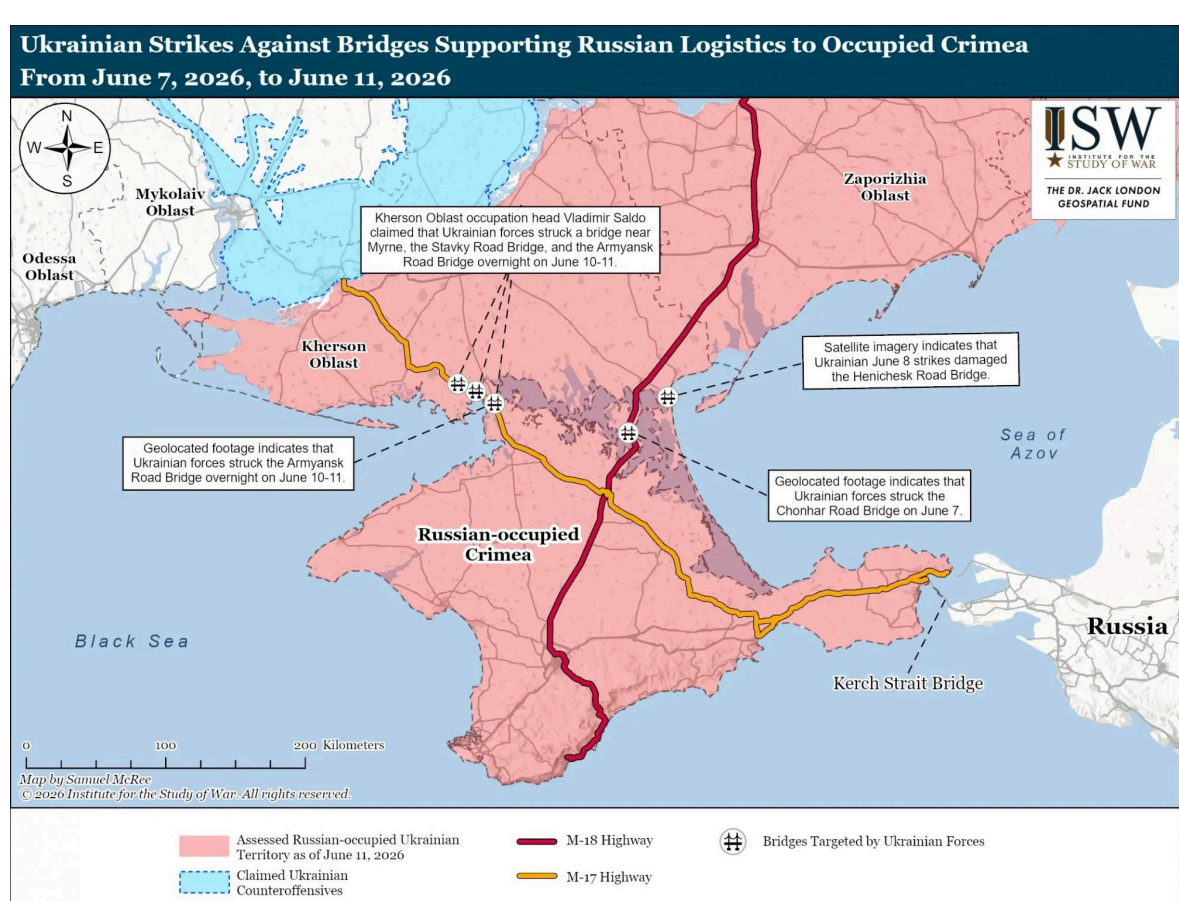 Ukrainian Strikes Against Bridges Supporting Russian Logistics to Occupied Crimea
From June 7, 2026, to June 11, 2026
N
W
E
S
ISW
INSTITUTE FOR THE
STUDY OF WAR
THE DR. JACK LONDON
GEOSPATIAL FUND
Mykolaiv
Oblast
Odessa
Oblast
Zaporizhia
Oblast
Kherson Oblast occupation head Vladimir Saldo
claimed that Ukrainian forces struck a bridge near
Myrne, the Stavky Road Bridge, and the Armyansk
Road Bridge overnight on June 10-11.
Kherson
Oblast
Satellite imagery indicates that
Ukrainian June 8 strikes damaged
the Henichesk Road Bridge.
Geolocated footage indicates that
Ukrainian forces struck the Armyansk
Road Bridge overnight on June 10-11.
Sea of
Azov
Geolocated footage indicates that
Ukrainian forces struck the
Chonhar Road Bridge on June 7.
Russian-occupied
Crimea
Black Sea
Russia
Kerch Strait Bridge
0 100 200 Kilometers
Map by Samuel McRee
© 2026 Institute for the Study of War. All rights reserved.
Assessed Russian-occupied Ukrainian
Territory as of June 11, 2026
Claimed Ukrainian
Counteroffensives
M-18 Highway
M-17 Highway
Bridges Targeted by Ukrainian Forces